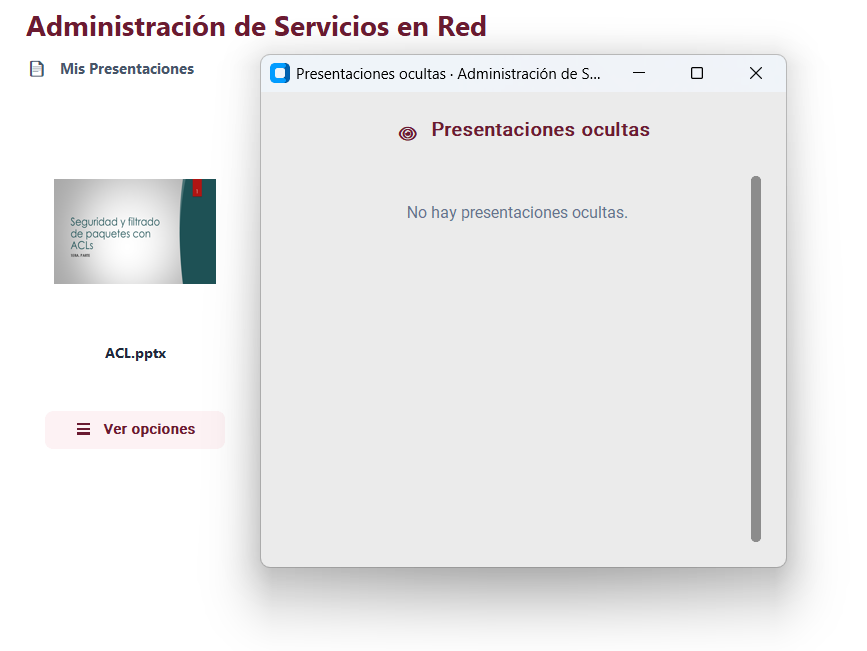 Administración de Servicios en Red
Mis Presentaciones
Presentaciones ocultas · Administración de S...
Presentaciones ocultas
No hay presentaciones ocultas.
Seguridad y filtrado
de paquetes con
ACLs
ACL.pptx
Ver opciones